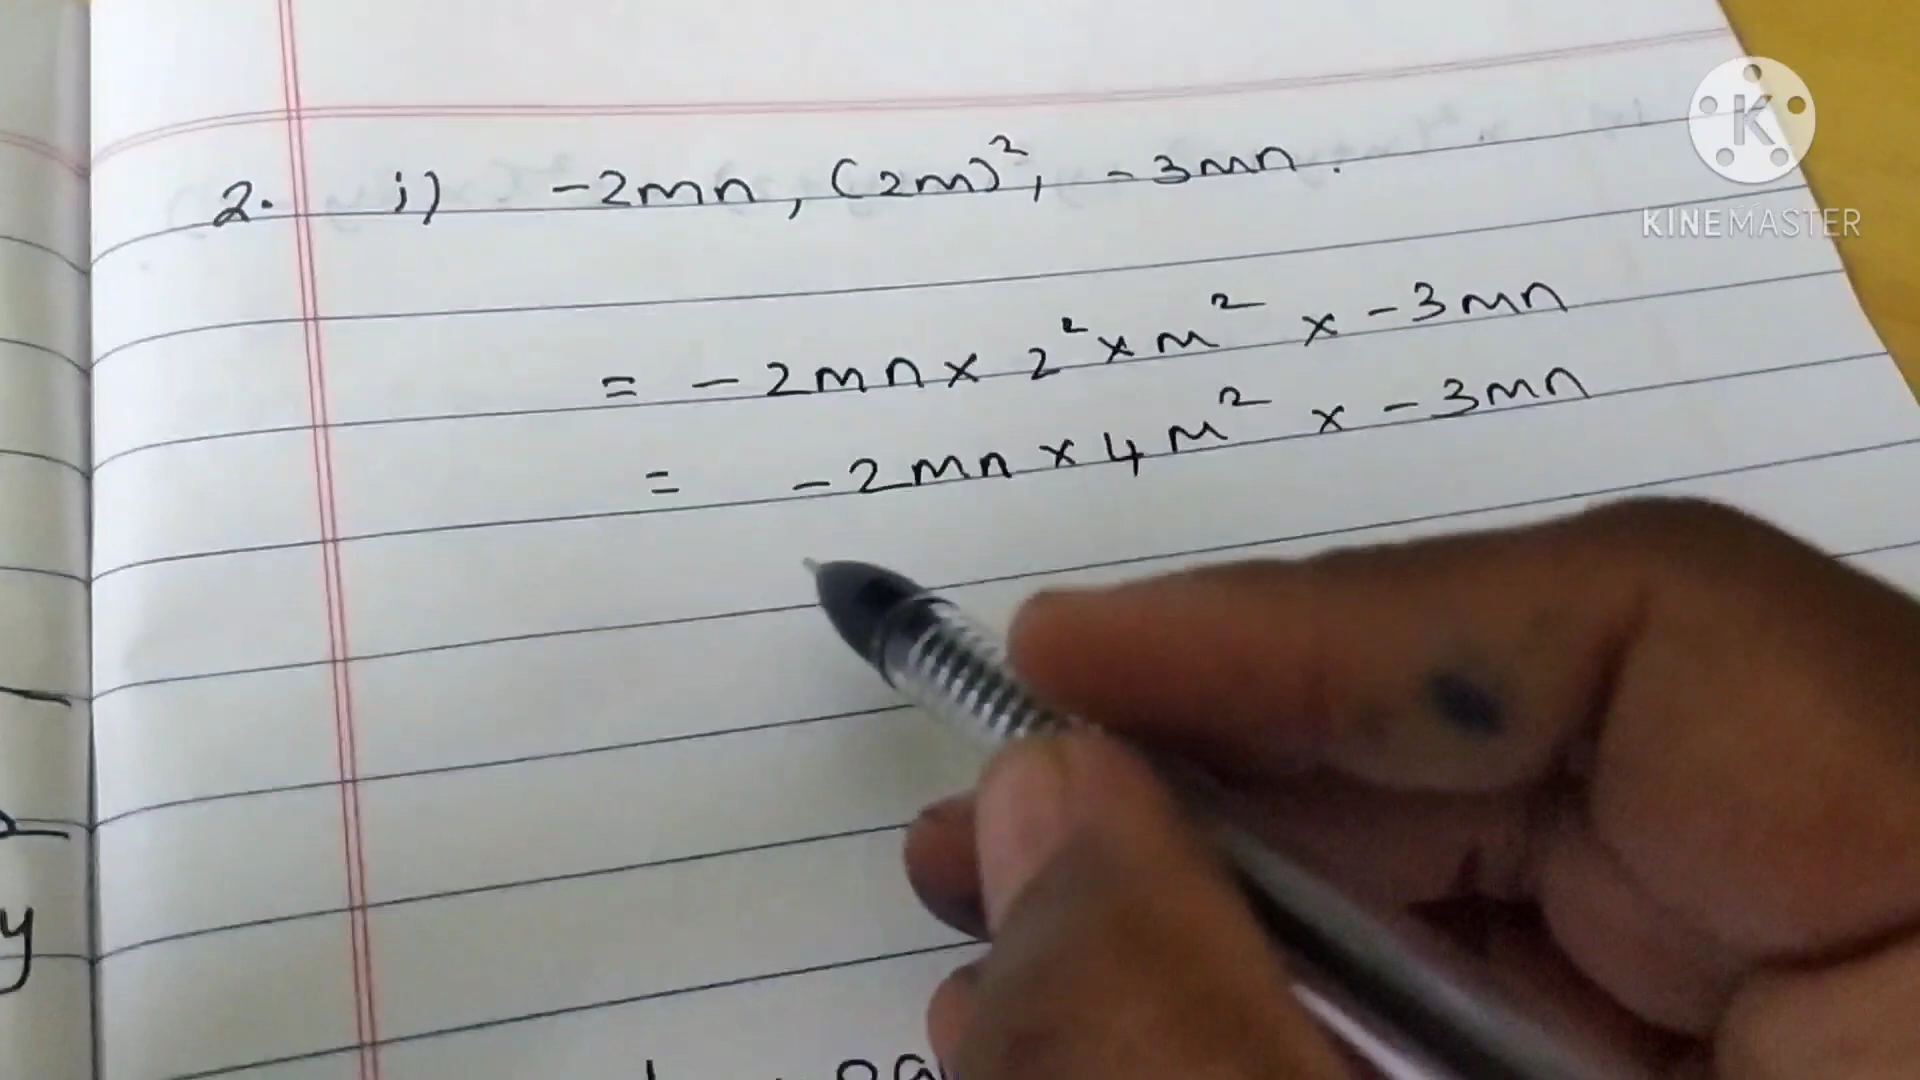 2. i) -2mn, (2m)², -3mn.
= -2mn × 2² × m² × -3mn
= -2mn × 4m² × -3mn
y
K
KINEMASTER